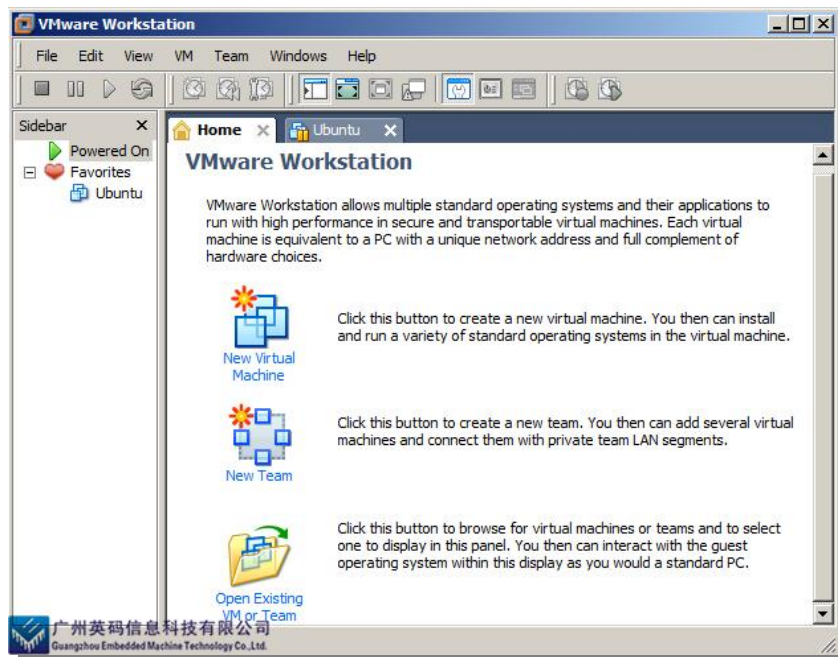 VMware Workstation
File Edit View VM Team Windows Help
Sidebar X
Powered On
Favorites
Ubuntu
Home Ubuntu
VMware Workstation
VMware Workstation allows multiple standard operating systems and their applications to
run with high performance in secure and transportable virtual machines. Each virtual
machine is equivalent to a PC with a unique network address and full complement of
hardware choices.
New Virtual
Machine
Click this button to create a new virtual machine. You then can install
and run a variety of standard operating systems in the virtual machine.
New Team
Click this button to create a new team. You then can add several virtual
machines and connect them with private team LAN segments.
Open Existing
VM or Team
Click this button to browse for virtual machines or teams and to select
one to display in this panel. You then can interact with the guest
operating system within this display as you would a standard PC.
广州英码信息科技有限公司
Guangzhou Embedded Machine Technology Co.,Ltd.